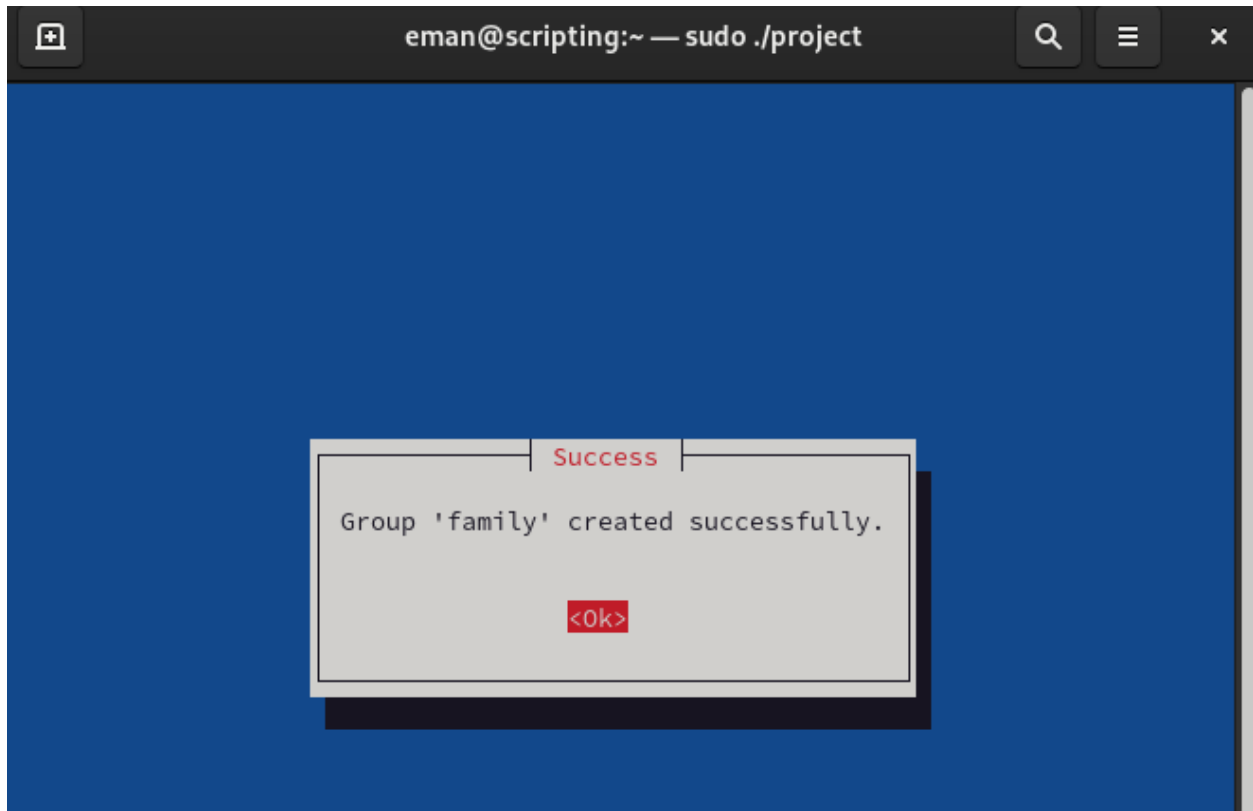 eman@scripting:~ — sudo ./project
Success
Group 'family' created successfully.
<Ok>